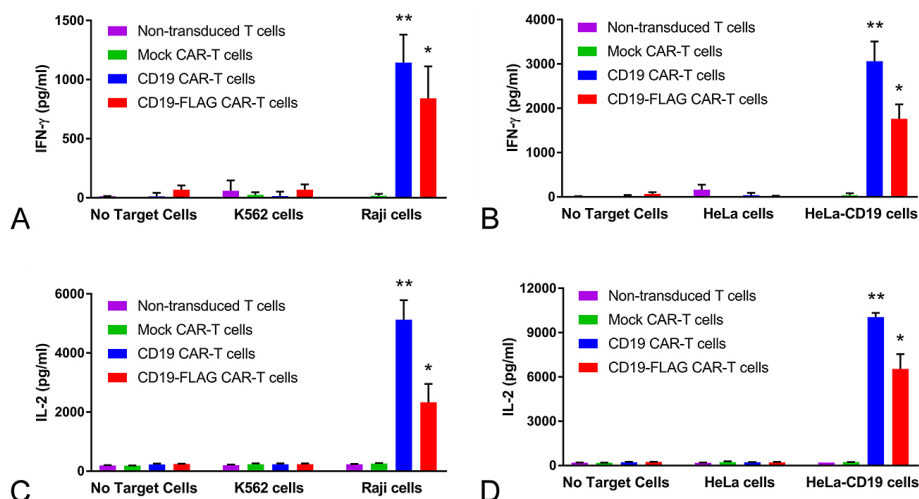 1500
1000
500
0
IFN-γ (pg/ml)
Non-transduced T cells
Mock CAR-T cells
CD19 CAR-T cells
CD19-FLAG CAR-T cells
**
*
No Target Cells
K562 cells
Raji cells
A
4000
3000
2000
1000
0
IFN-γ (pg/ml)
Non-transduced T cells
Mock CAR-T cells
CD19 CAR-T cells
CD19-FLAG CAR-T cells
**
*
No Target Cells
HeLa cells
HeLa-CD19 cells
B
6000
4000
2000
0
IL-2 (pg/ml)
Non-transduced T cells
Mock CAR-T cells
CD19 CAR-T cells
CD19-FLAG CAR-T cells
**
*
No Target Cells
K562 cells
Raji cells
C
12000
9000
6000
3000
0
IL-2 (pg/ml)
Non-transduced T cells
Mock CAR-T cells
CD19 CAR-T cells
CD19-FLAG CAR-T cells
**
*
No Target Cells
HeLa cells
HeLa-CD19 cells
D